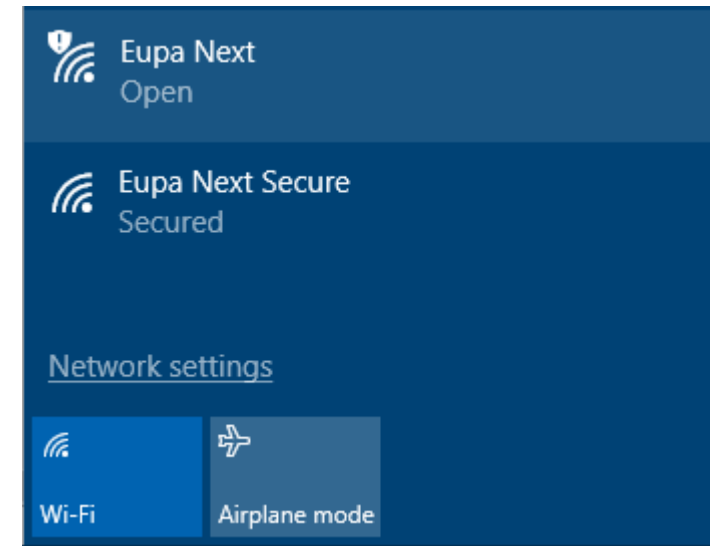 Eupa Next
Open
Eupa Next Secure
Secured
Network settings
Wi-Fi
Airplane mode